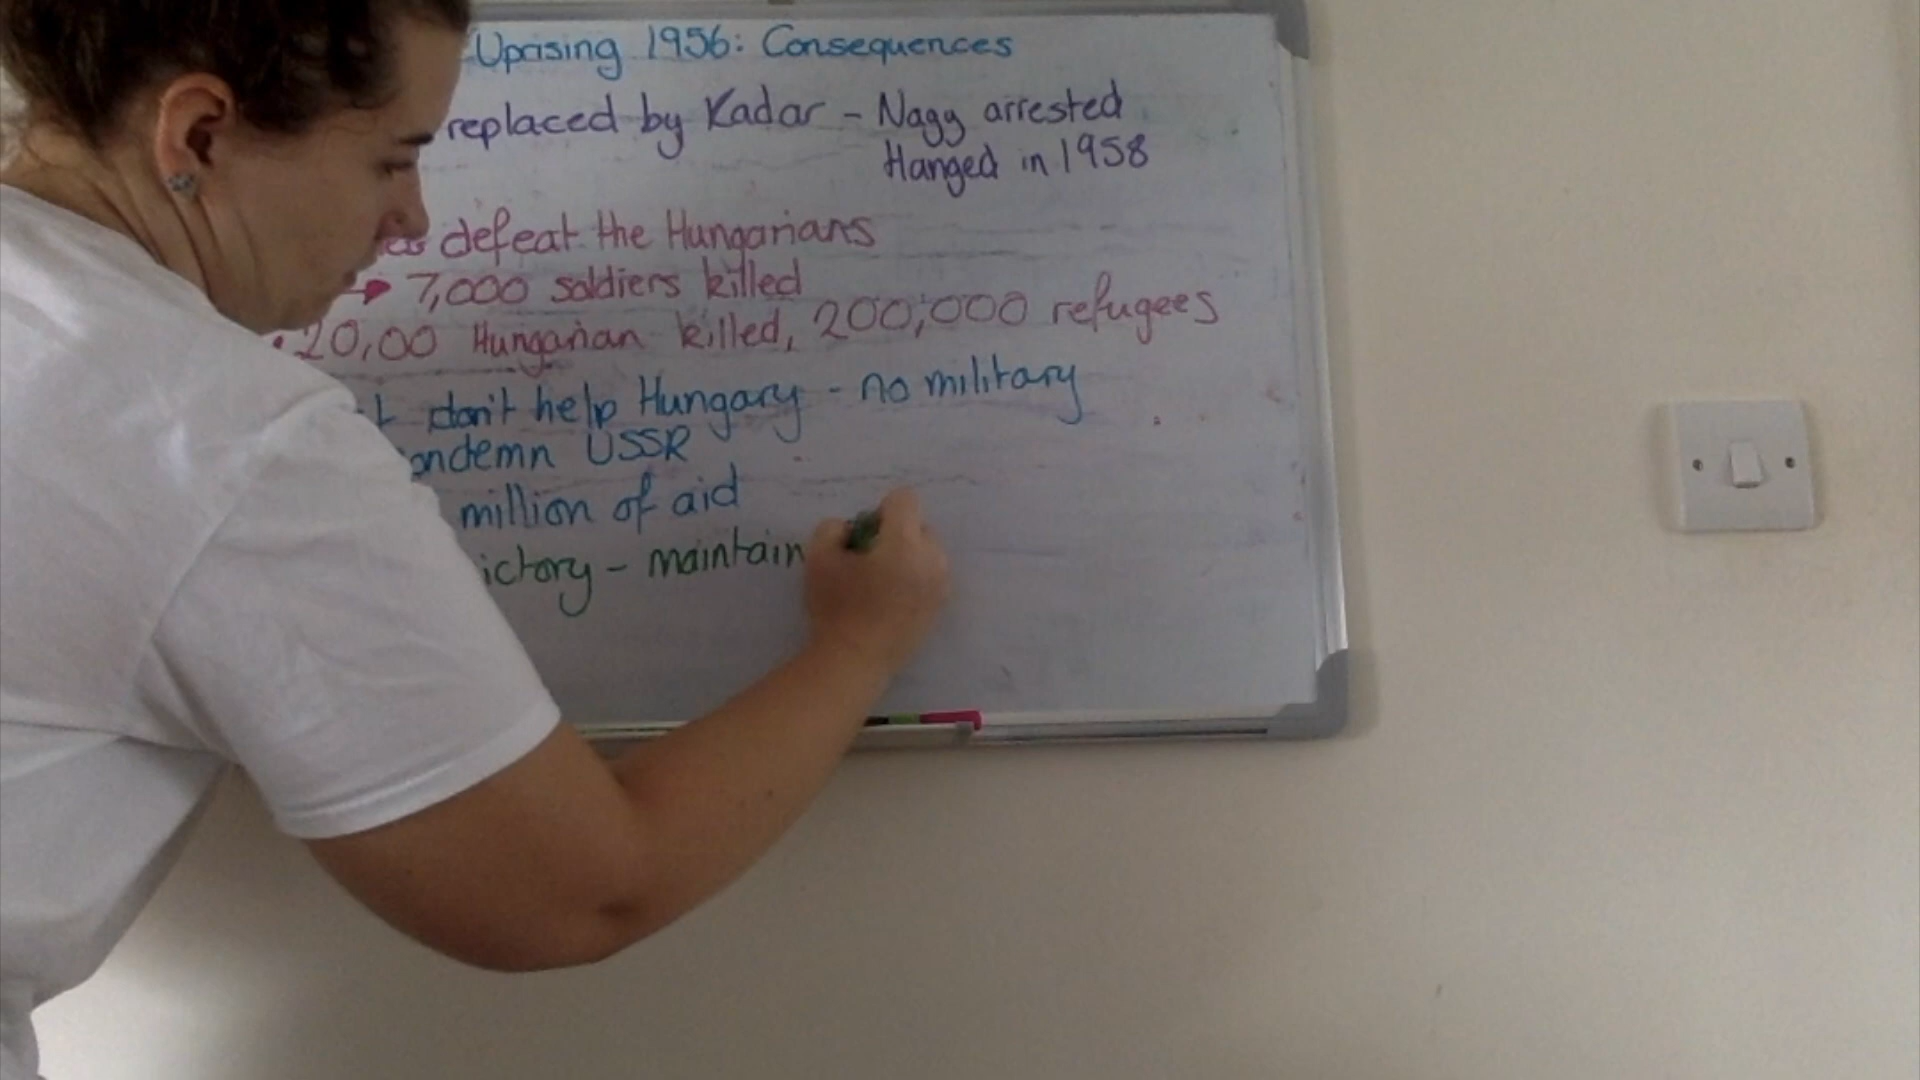 Uprising 1956: Consequences
replaced by Kadar - Nagy arrested
Hanged in 1958
defeat the Hungarians
→ 7,000 soldiers killed
• 20,00 Hungarian killed, 200,000 refugees
don't help Hungary - no military
ondemn USSR
million of aid
ictory - maintain